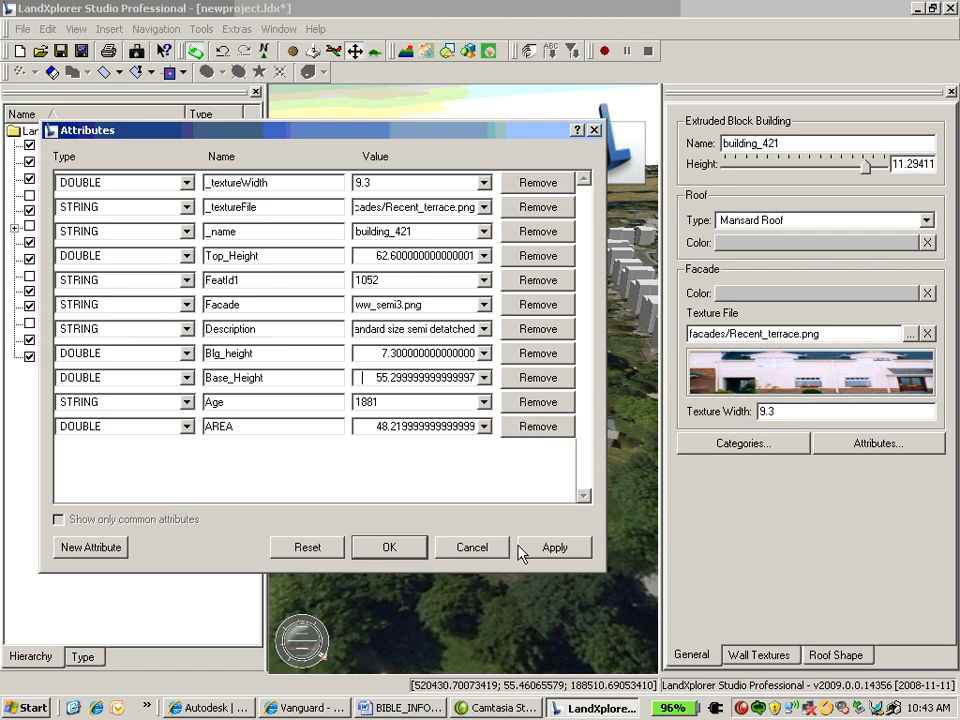 LandXplorer Studio Professional - [newproject.ldx*]
File Edit View Insert Navigation Tools Extras Window Help
Name Type
Attributes
Type Name Value
DOUBLE _textureWidth 9.3 Remove
STRING _textureFile cades/Recent_terrace.png Remove
STRING _name building_421 Remove
DOUBLE Top_Height 62.600000000000001 Remove
STRING FeatId1 1052 Remove
STRING Facade ww_semi3.png Remove
STRING Description andard size semi detatched Remove
DOUBLE Blg_height 7.300000000000000 Remove
DOUBLE Base_Height 55.299999999999997 Remove
STRING Age 1881 Remove
DOUBLE AREA 48.219999999999999 Remove
Show only common attributes
New Attribute Reset OK Cancel Apply
Hierarchy Type
Extruded Block Building
Name: building_421
Height: 11.29411
Roof
Type: Mansard Roof
Color: X
Facade
Color: X
Texture File
facades/Recent_terrace.png ... X
Texture Width: 9.3
Categories... Attributes...
General Wall Textures Roof Shape
[520430.70073419; 55.46065579; 188510.69053410] LandXplorer Studio Professional - v2009.0.0.14356 [2008-11-11]
Start Autodesk | ... Vanguard - ... BIBLE_INFO... Camtasia St... LandXplore... 96% 10:43 AM